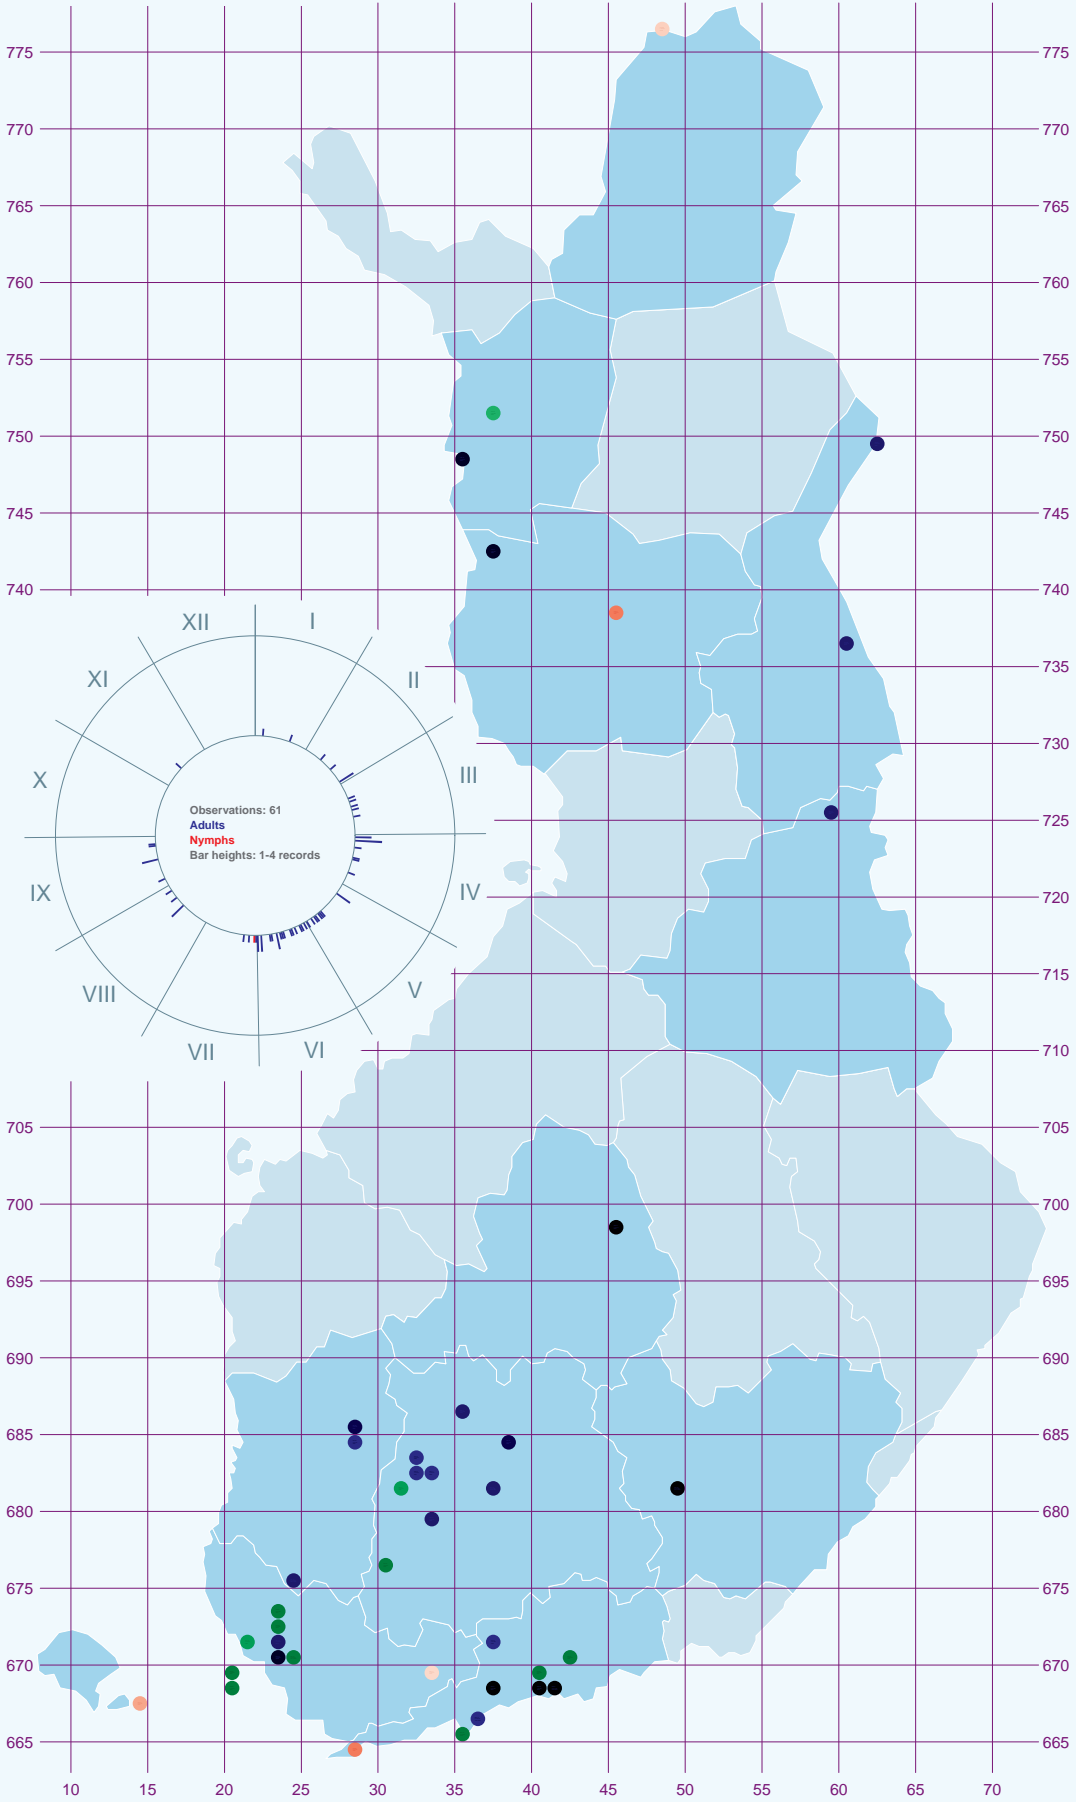 775 775
770 770
765 765
760 760
755 755
750 750
745 745
740 740
XII I
735
XI II
730
X III
Observations: 61
Adults
725
Nymphs
Bar heights: 1-4 records
IX IV
720
715
VIII V
VII VI
710
705 705
700 700
695 695
690 690
685 685
680 680
675 675
670 670
665 665
10 15 20 25 30 35 40 45 50 55 60 65 70